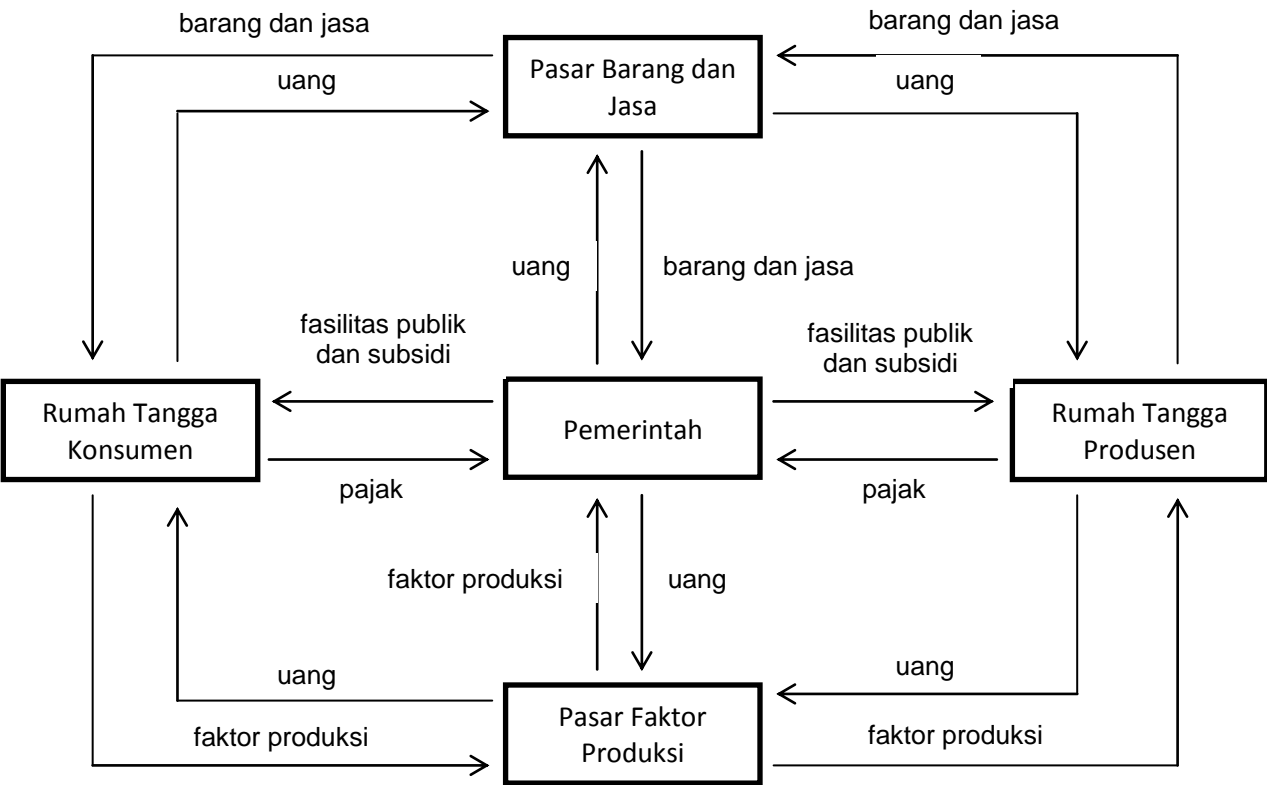 barang dan jasa
barang dan jasa
Pasar Barang dan
Jasa
uang
uang
uang
barang dan jasa
fasilitas publik
dan subsidi
fasilitas publik
dan subsidi
Rumah Tangga
Konsumen
Pemerintah
Rumah Tangga
Produsen
pajak
pajak
faktor produksi
uang
uang
uang
Pasar Faktor
Produksi
faktor produksi
faktor produksi